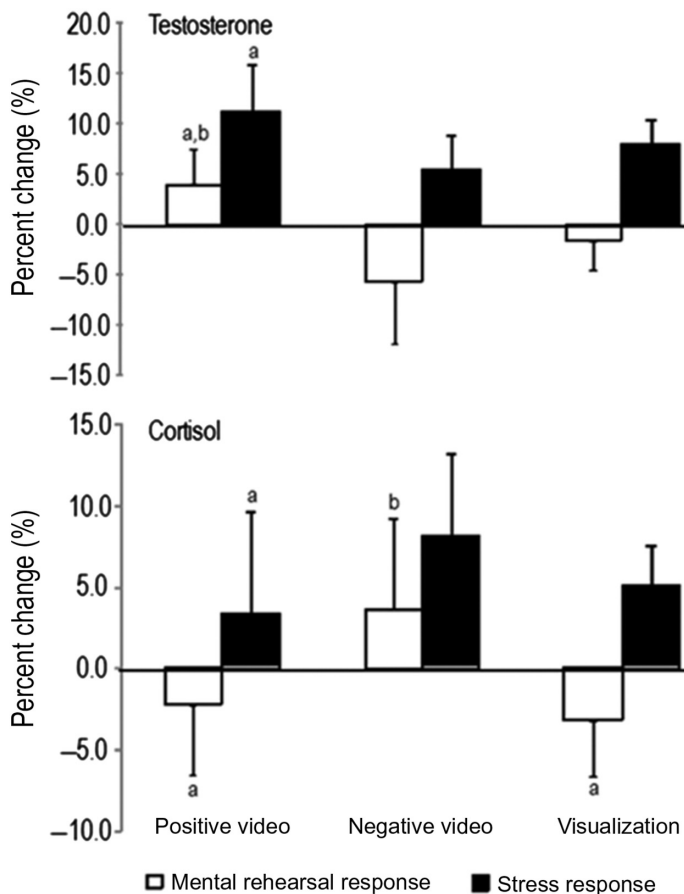 Testosterone
Percent change (%)
20.0
15.0
10.0
5.0
0.0
–5.0
–10.0
–15.0
a,b
a
Cortisol
Percent change (%)
15.0
10.0
5.0
0.0
–5.0
–10.0
a
b
a
a
Positive video Negative video Visualization
Mental rehearsal response Stress response